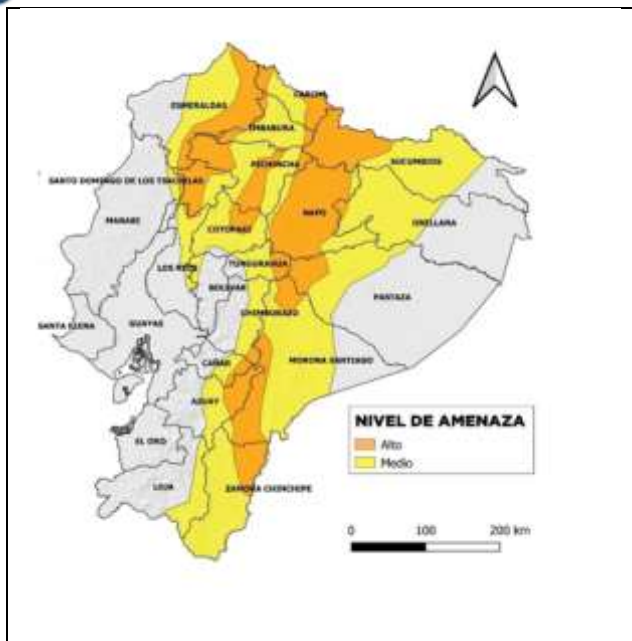 CARCHI
ESMERALDAS
IMBABURA
PICHINCHA
SUCUMBIOS
SANTO DOMINGO DE LOS TSACHILAS
NAPO
MANABI
ORELLANA
COTOPAXI
TUNGURAHUA
LOS RIOS
BOLIVAR
PASTAZA
SANTA ELENA
GUAYAS
CHIMBORAZO
MORONA SANTIAGO
CAÑAR
AZUAY
NIVEL DE AMENAZA
Alto
Medio
EL ORO
LOJA
ZAMORA CHINCHIPE
0 100 200 km